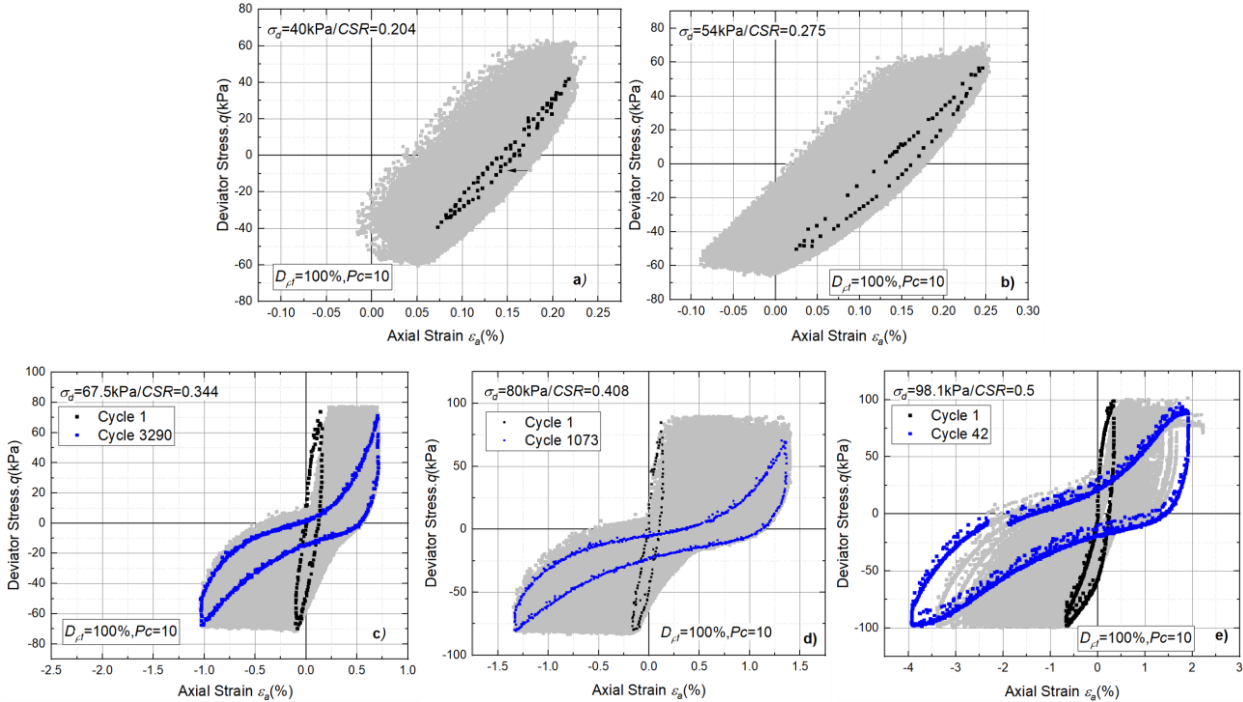 σd=40kPa/CSR=0.204
Deviator Stress.q(kPa)
80
60
40
20
0
-20
-40
-60
-80
Dr1=100%,Pc=10
a)
-0.10 -0.05 0.00 0.05 0.10 0.15 0.20 0.25
Axial Strain εa(%)
σd=54kPa/CSR=0.275
Deviator Stress.q(kPa)
80
60
40
20
0
-20
-40
-60
-80
Dr1=100%,Pc=10
b)
-0.10 -0.05 0.00 0.05 0.10 0.15 0.20 0.25 0.30
Axial Strain εa(%)
σd=67.5kPa/CSR=0.344
Cycle 1
Cycle 3290
Deviator Stress.q(kPa)
100
80
60
40
20
0
-20
-40
-60
-80
Dr1=100%,Pc=10
c)
-2.5 -2.0 -1.5 -1.0 -0.5 0.0 0.5 1.0
Axial Strain εa(%)
σd=80kPa/CSR=0.408
Cycle 1
Cycle 1073
Deviator Stress.q(kPa)
100
50
0
-50
-100
Dr1=100%,Pc=10
d)
-1.5 -1.0 -0.5 0.0 0.5 1.0 1.5
Axial Strain εa(%)
σd=98.1kPa/CSR=0.5
Cycle 1
Cycle 42
Deviator Stress.q(kPa)
100
50
0
-50
-100
Dr1=100%,Pc=10
e)
-4 -3 -2 -1 0 1 2 3
Axial Strain εa(%)